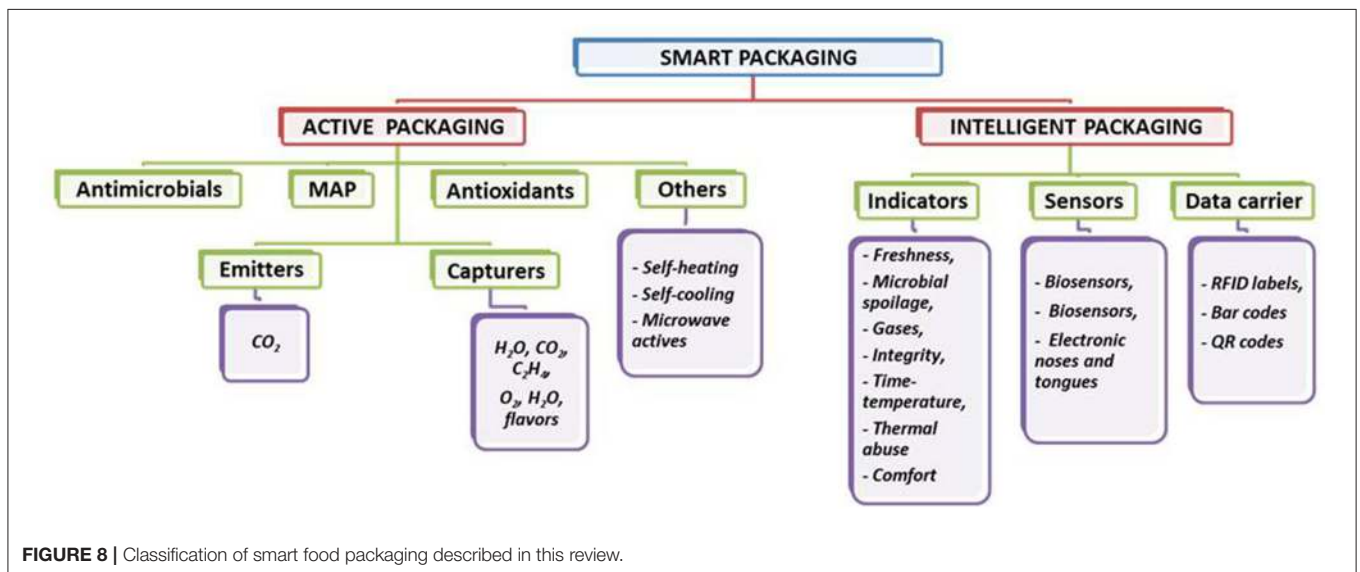 SMART PACKAGING
ACTIVE PACKAGING
INTELLIGENT PACKAGING
Antimicrobials
MAP
Antioxidants
Others
Indicators
Sensors
Data carrier
Emitters
Capturers
- Self-heating
- Self-cooling
- Microwave
actives
CO₂
H₂O, CO₂,
C₂H₄,
O₂, H₂O,
flavors
- Freshness,
- Microbial
spoilage,
- Gases,
- Integrity,
- Time-
temperature,
- Thermal
abuse
- Comfort
- Biosensors,
- Biosensors,
- Electronic
noses and
tongues
- RFID labels,
- Bar codes
- QR codes
FIGURE 8 | Classification of smart food packaging described in this review.